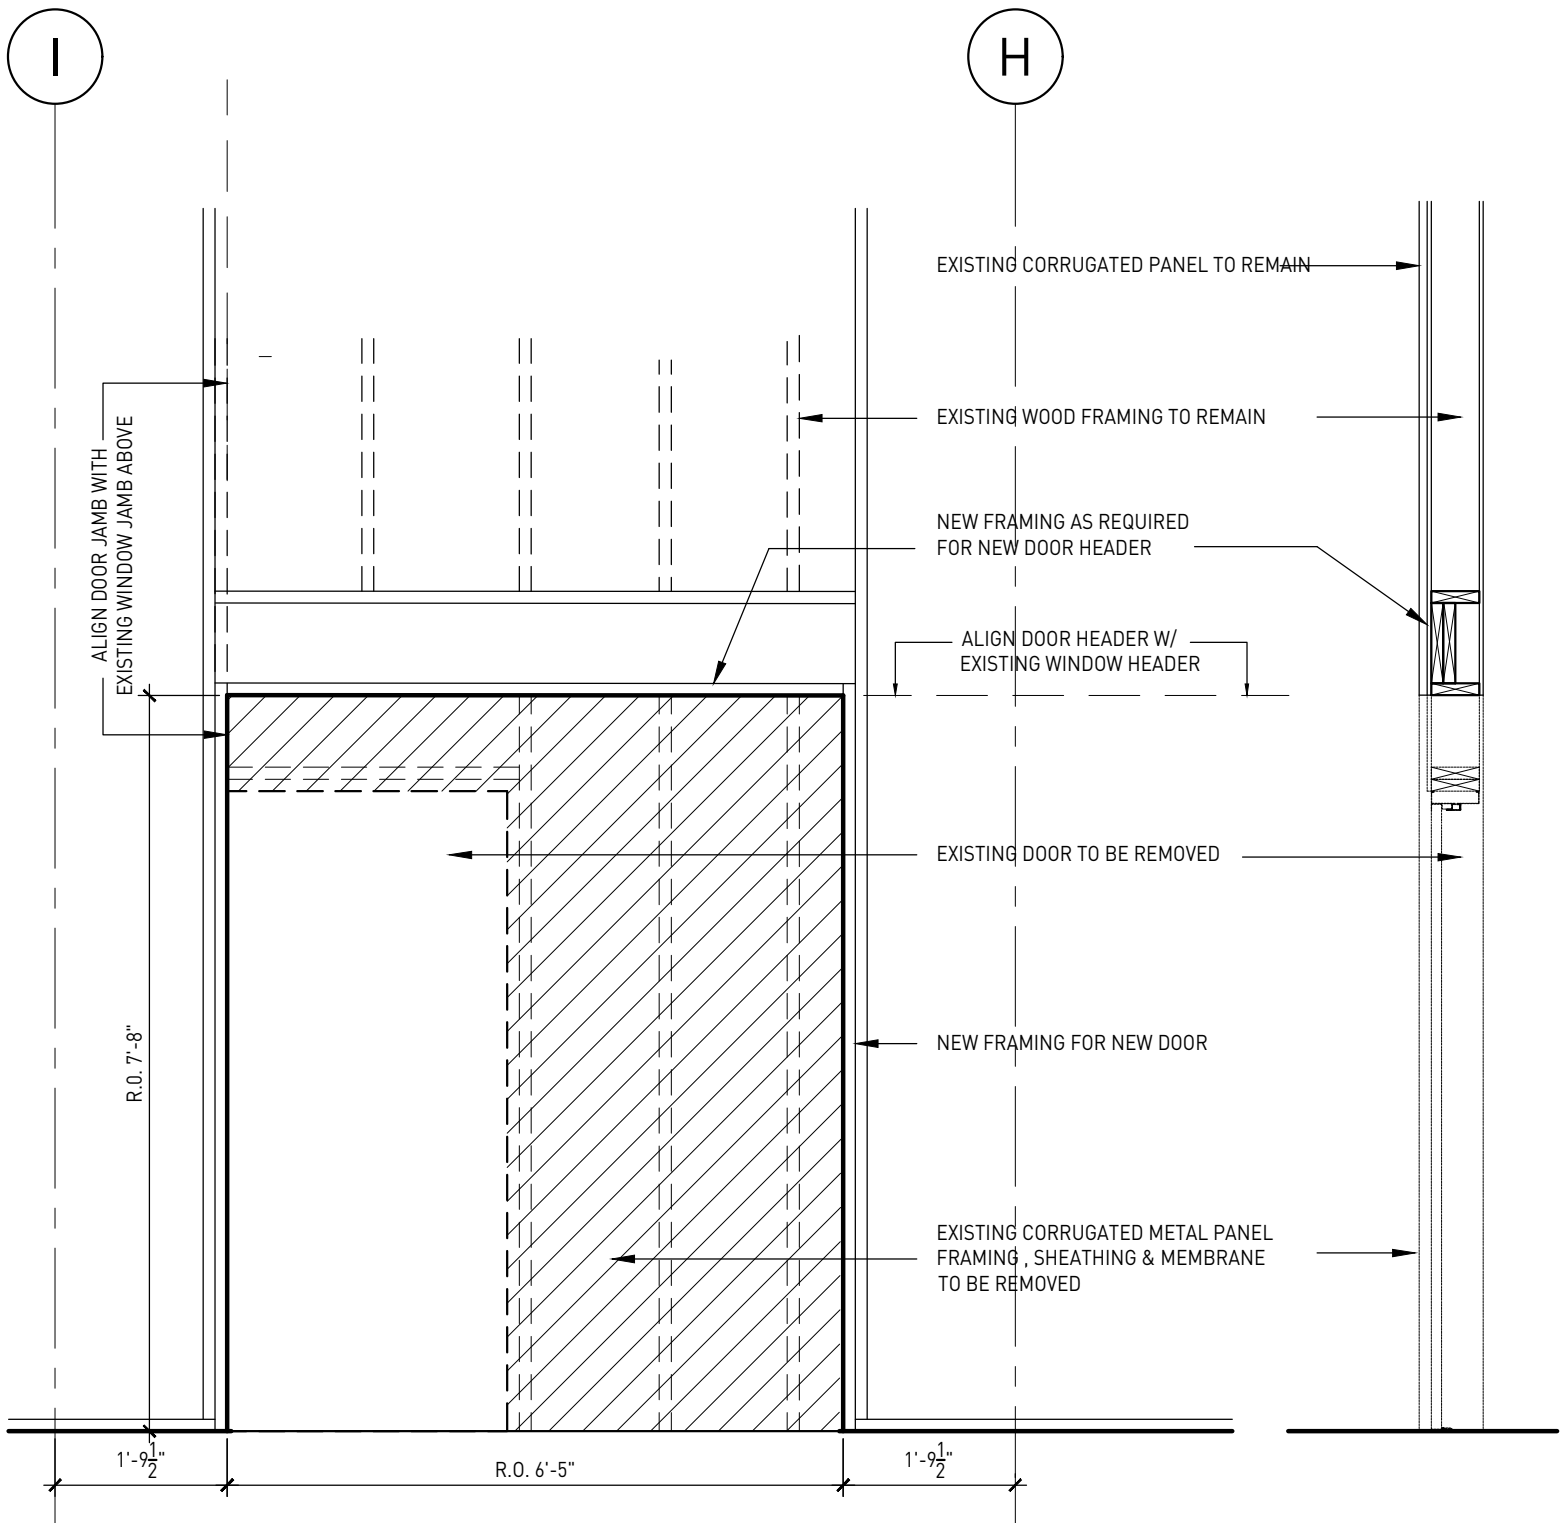 I
H
EXISTING CORRUGATED PANEL TO REMAIN
ALIGN DOOR JAMB WITH
EXISTING WINDOW JAMB ABOVE
EXISTING WOOD FRAMING TO REMAIN
NEW FRAMING AS REQUIRED
FOR NEW DOOR HEADER
ALIGN DOOR HEADER W/
EXISTING WINDOW HEADER
EXISTING DOOR TO BE REMOVED
R.O. 7'-8"
NEW FRAMING FOR NEW DOOR
EXISTING CORRUGATED METAL PANEL
FRAMING , SHEATHING & MEMBRANE
TO BE REMOVED
1'-9 1/2"
R.O. 6'-5"
1'-9 1/2"